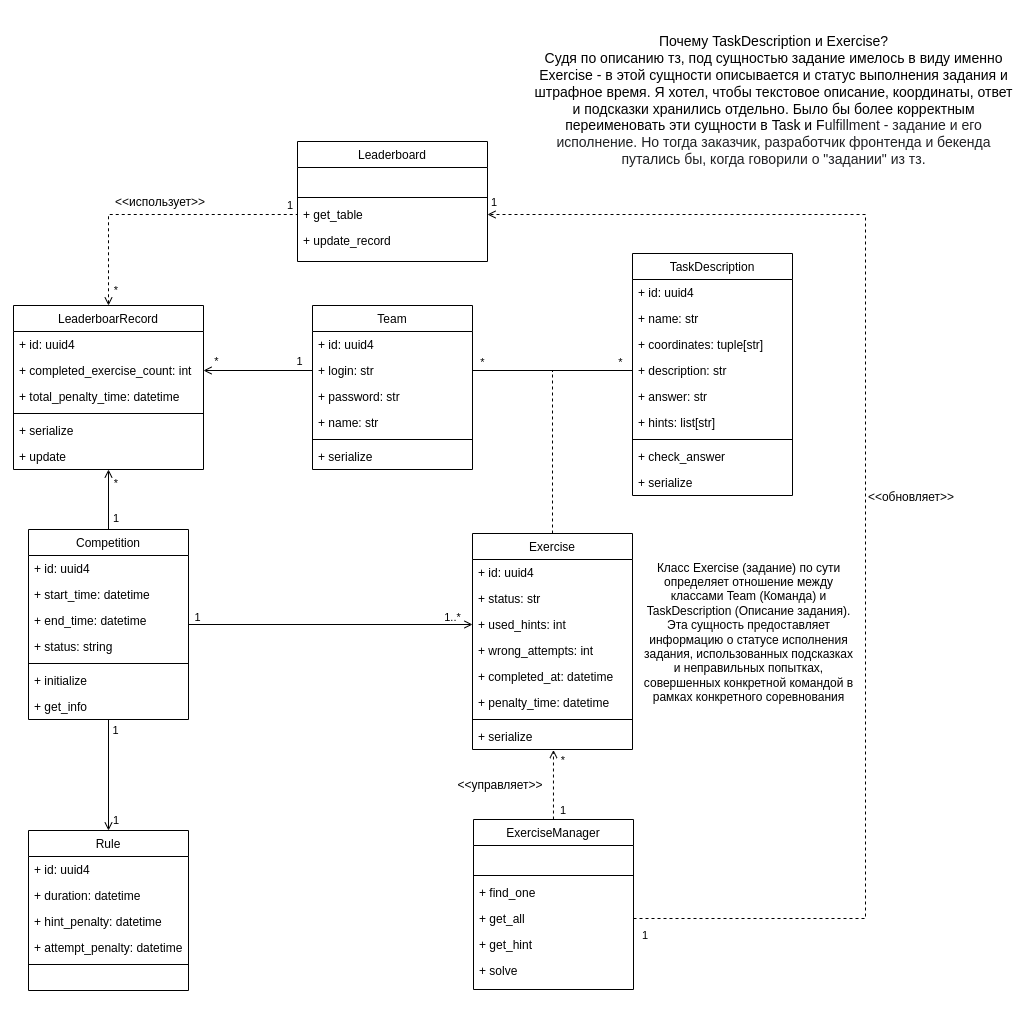 Почему TaskDescription и Exercise?
Судя по описанию тз, под сущностью задание имелось в виду именно
Exercise - в этой сущности описывается и статус выполнения задания и
штрафное время. Я хотел, чтобы текстовое описание, координаты, ответ
и подсказки хранились отдельно. Было бы более корректным
переименовать эти сущности в Task и Fulfillment - задание и его
исполнение. Но тогда заказчик, разработчик фронтенда и бекенда
путались бы, когда говорили о "задании" из тз.
Leaderboard
+ get_table
+ update_record
<<использует>>
1
1
*
TaskDescription
+ id: uuid4
+ name: str
+ coordinates: tuple[str]
+ description: str
+ answer: str
+ hints: list[str]
+ check_answer
+ serialize
LeaderboarRecord
+ id: uuid4
+ completed_exercise_count: int
+ total_penalty_time: datetime
+ serialize
+ update
*
1
Team
+ id: uuid4
+ login: str
+ password: str
+ name: str
+ serialize
*
*
<<обновляет>>
*
1
Competition
+ id: uuid4
+ start_time: datetime
+ end_time: datetime
+ status: string
+ initialize
+ get_info
1
1..*
Exercise
+ id: uuid4
+ status: str
+ used_hints: int
+ wrong_attempts: int
+ completed_at: datetime
+ penalty_time: datetime
+ serialize
Класс Exercise (задание) по сути
определяет отношение между
классами Team (Команда) и
TaskDescription (Описание задания).
Эта сущность предоставляет
информацию о статусе исполнения
задания, использованных подсказках
и неправильных попытках,
совершенных конкретной командой в
рамках конкретного соревнования
1
1
Rule
+ id: uuid4
+ duration: datetime
+ hint_penalty: datetime
+ attempt_penalty: datetime
*
<<управляет>>
1
ExerciseManager
+ find_one
+ get_all
+ get_hint
+ solve
1